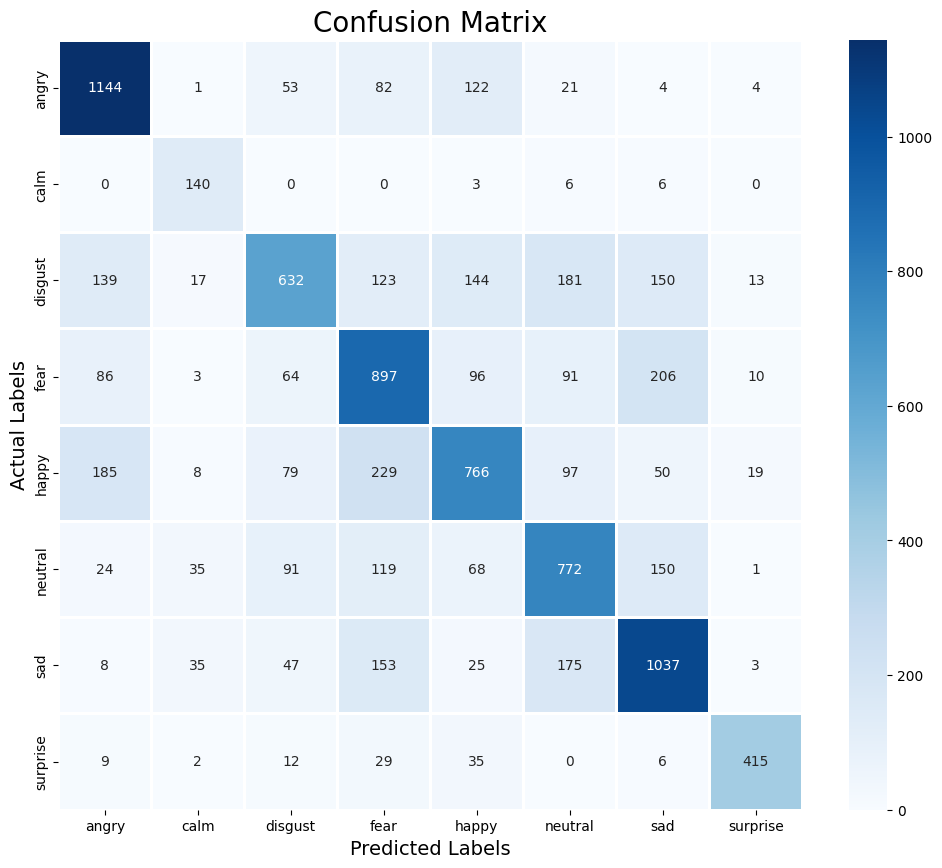 Confusion Matrix
angry 1144 1 53 82 122 21 4 4
calm 0 140 0 0 3 6 6 0
disgust 139 17 632 123 144 181 150 13
fear 86 3 64 897 96 91 206 10
happy 185 8 79 229 766 97 50 19
neutral 24 35 91 119 68 772 150 1
sad 8 35 47 153 25 175 1037 3
surprise 9 2 12 29 35 0 6 415
angry calm disgust fear happy neutral sad surprise
Actual Labels
Predicted Labels
1000
800
600
400
200
0